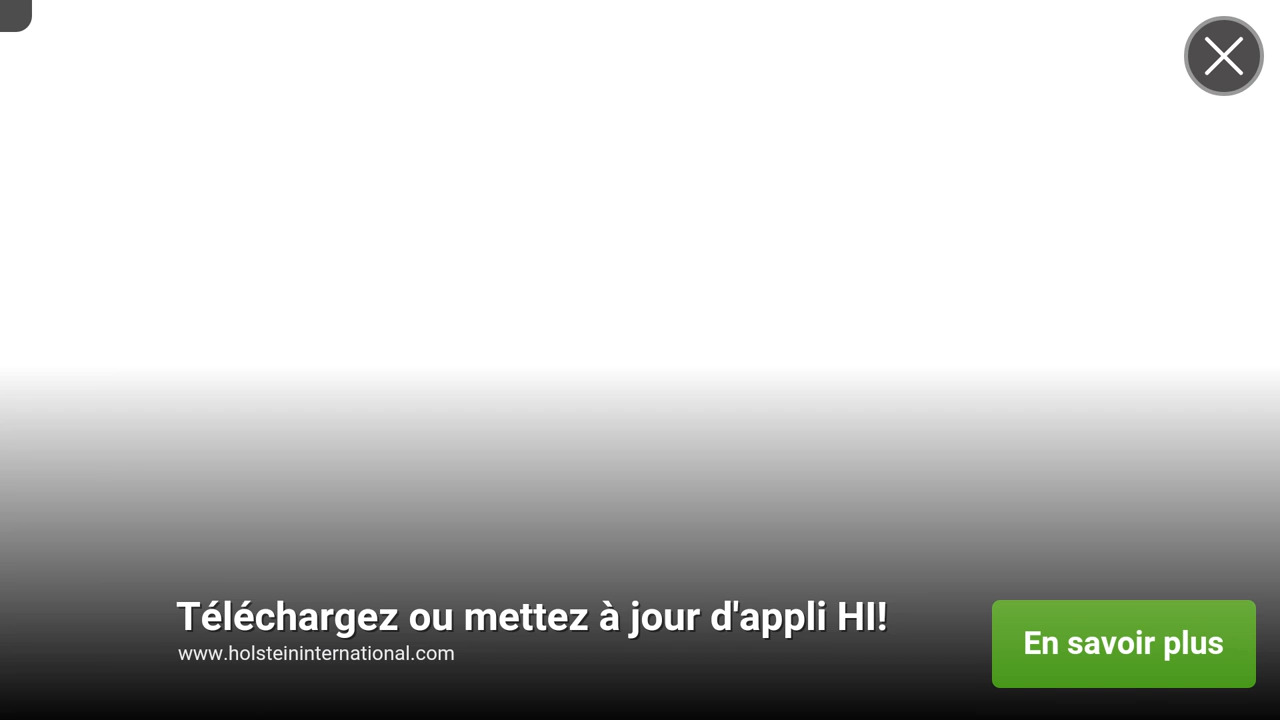 Téléchargez ou mettez à jour d'appli HI!
www.holsteininternational.com
En savoir plus